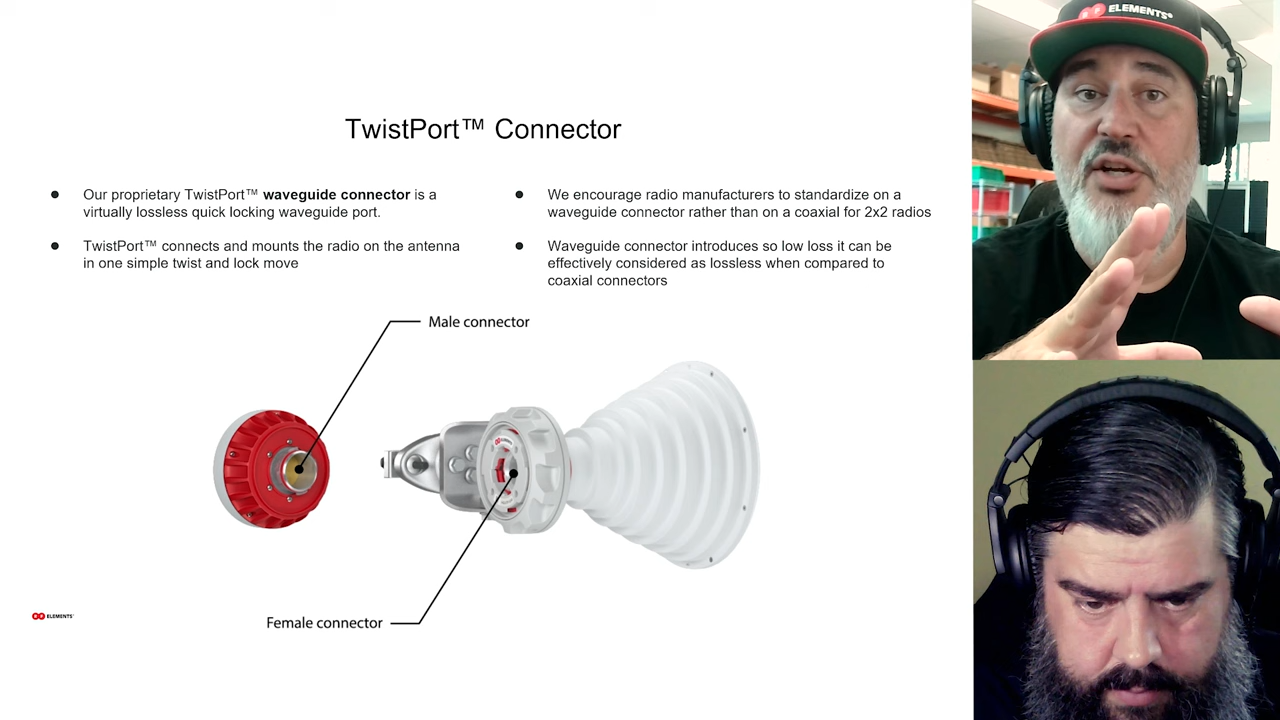 TwistPort™ Connector
● Our proprietary TwistPort™ waveguide connector is a
virtually lossless quick locking waveguide port.
● TwistPort™ connects and mounts the radio on the antenna
in one simple twist and lock move
● We encourage radio manufacturers to standardize on a
waveguide connector rather than on a coaxial for 2x2 radios
● Waveguide connector introduces so low loss it can be
effectively considered as lossless when compared to
coaxial connectors
Male connector
Female connector
RF ELEMENTS®
RF ELEMENTS®